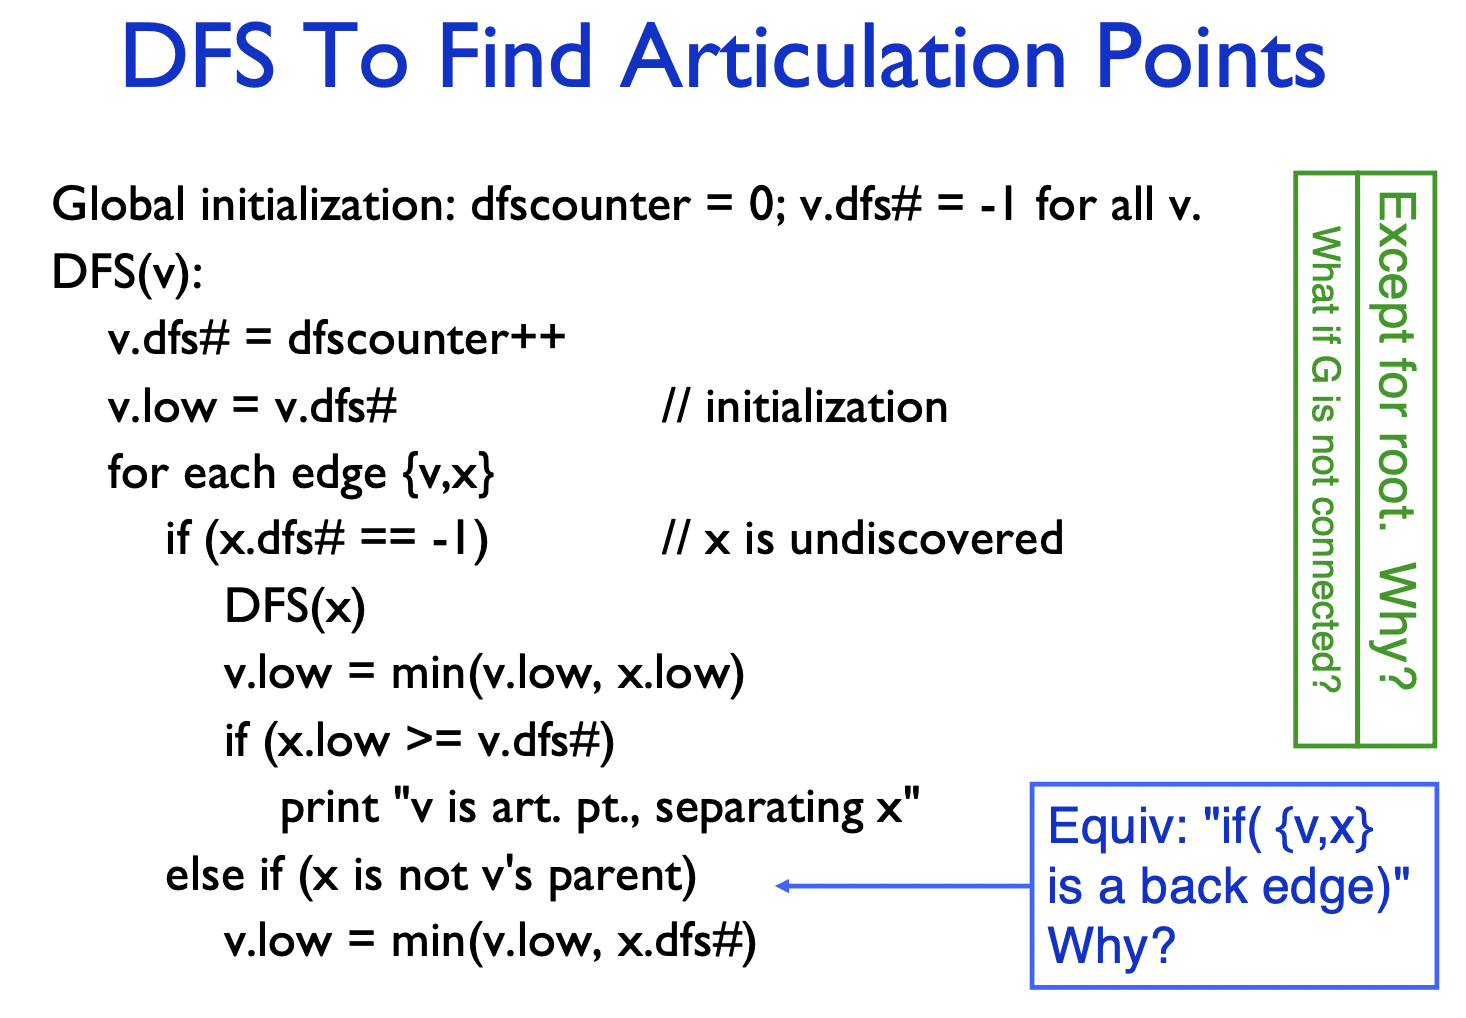 DFS To Find Articulation Points
Global initialization: dfscounter = 0; v.dfs# = -1 for all v.
DFS(v):
v.dfs# = dfscounter++
v.low = v.dfs# // initialization
for each edge {v,x}
if (x.dfs# == -1) // x is undiscovered
DFS(x)
v.low = min(v.low, x.low)
if (x.low >= v.dfs#)
print "v is art. pt., separating x"
else if (x is not v's parent)
v.low = min(v.low, x.dfs#)
Except for root. Why?
What if G is not connected?
Equiv: "if( {v,x}
is a back edge)"
Why?